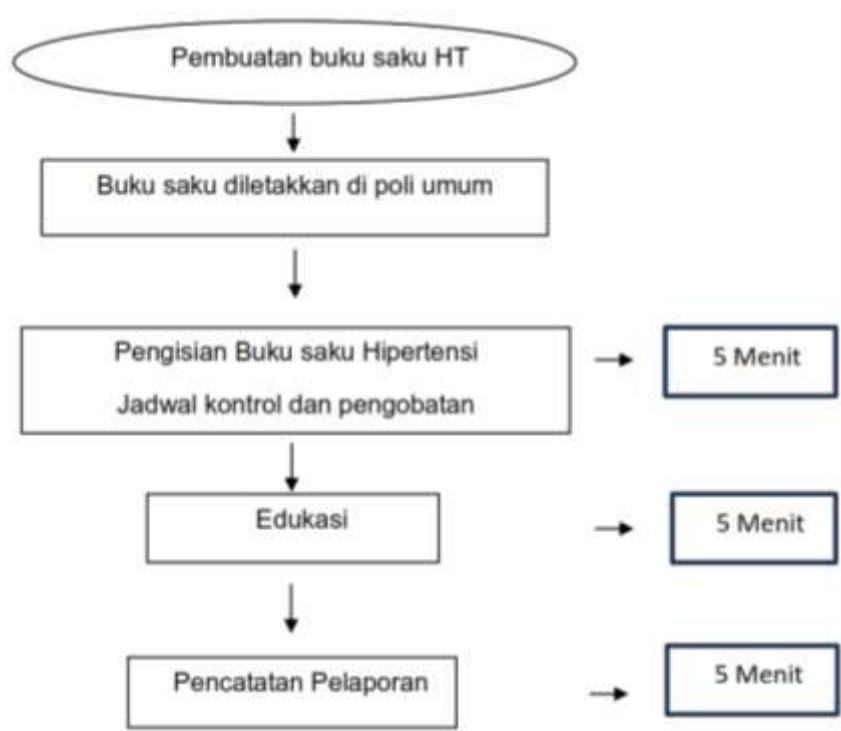 Pembuatan buku saku HT
Buku saku diletakkan di poli umum
Pengisian Buku saku Hipertensi
Jadwal kontrol dan pengobatan
5 Menit
Edukasi
5 Menit
Pencatatan Pelaporan
5 Menit